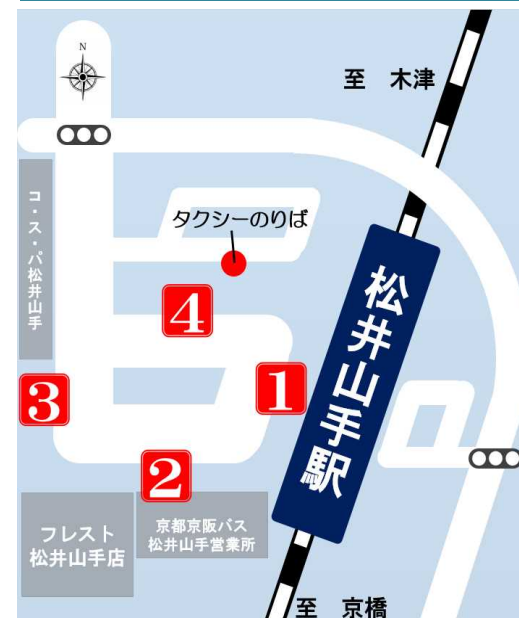 N
至 木津
コ・ス・パ松井山手
タクシーのりば
4
松井山手駅
1
3
2
フレスト
松井山手店
京都京阪バス
松井山手営業所
至 京橋